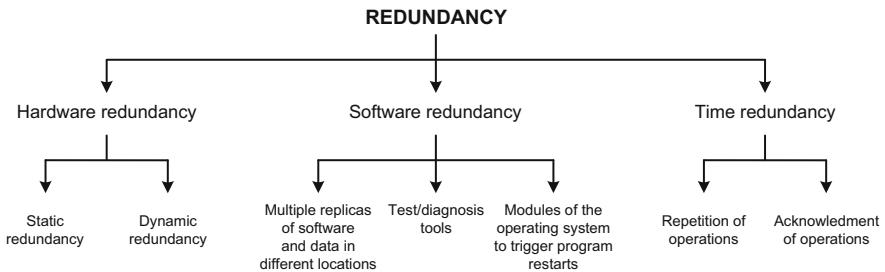 REDUNDANCY
Hardware redundancy
Software redundancy
Time redundancy
Static
redundancy
Dynamic
redundancy
Multiple replicas
of software
and data in
different locations
Test/diagnosis
tools
Modules of the
operating system
to trigger program
restarts
Repetition of
operations
Acknowledment
of operations